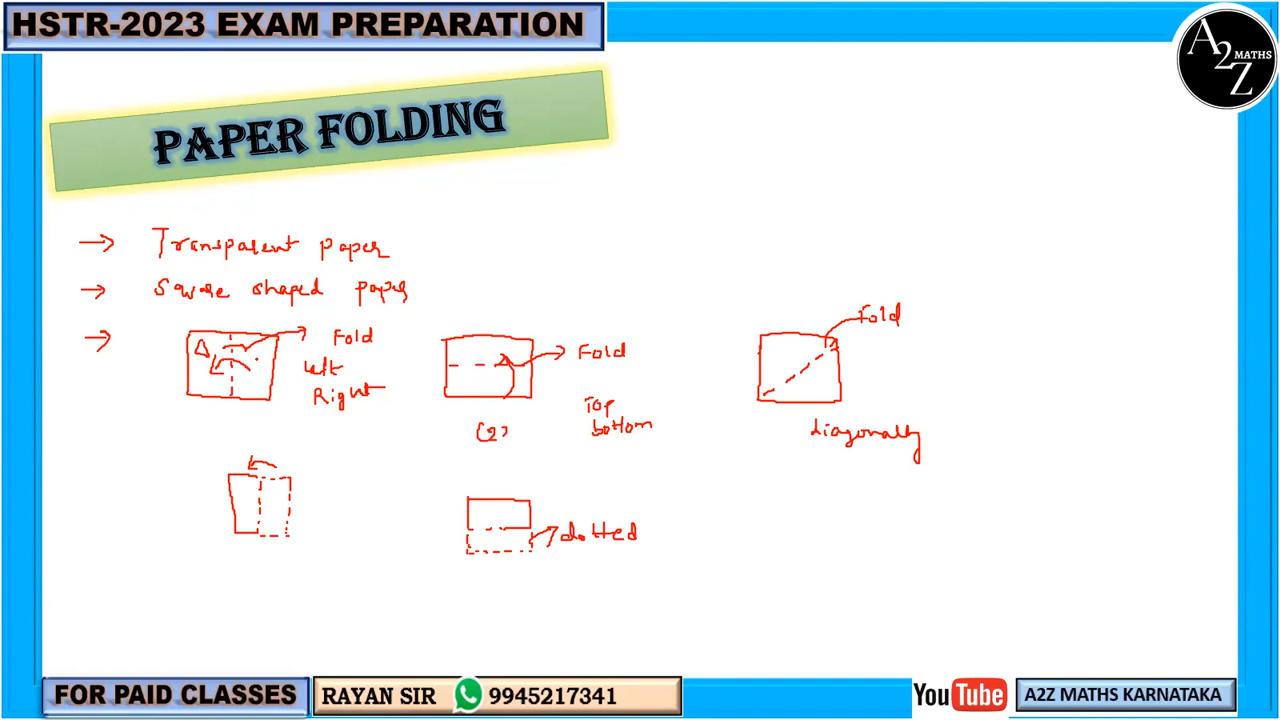 HSTR-2023 EXAM PREPARATION
A2Z MATHS
PAPER FOLDING
→ Transparent paper
→ Square shaped paper
→
Δ
Fold
left
Right
Fold
Top
bottom
(2)
Fold
diagonally
dotted
FOR PAID CLASSES
RAYAN SIR 9945217341
YouTube
A2Z MATHS KARNATAKA